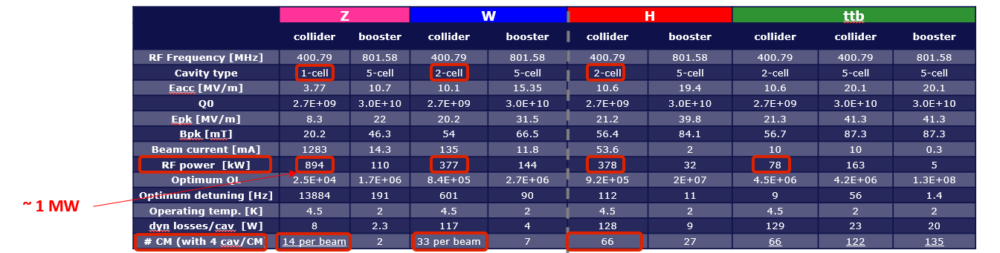 Z W H ttb
collider booster collider booster collider booster collider collider booster
RF Frequency [MHz] 400.79 801.58 400.79 801.58 400.79 801.58 400.79 400.79 801.58
Cavity type 1-cell 5-cell 2-cell 5-cell 2-cell 5-cell 2-cell 5-cell 5-cell
Eacc [MV/m] 3.77 10.7 10.1 15.35 10.6 19.4 10.6 20.1 20.1
Q0 2.7E+09 3.0E+10 2.7E+09 3.0E+10 2.7E+09 3.0E+10 2.7E+09 3.0E+10 3.0E+10
Epk [MV/m] 8.3 22 20.2 31.5 21.2 39.8 21.3 41.3 41.3
Bpk [mT] 20.2 46.3 54 66.5 56.4 84.1 56.7 87.3 87.3
Beam current [mA] 1283 14.3 135 11.8 53.6 2 10 10 0.3
RF power [kW] 894 110 377 144 378 32 78 163 5
Optimum QL 2.5E+04 1.7E+06 8.4E+05 2.7E+06 9.2E+05 2E+07 4.5E+06 4.2E+06 1.3E+08
Optimum detuning [Hz] 13884 191 601 90 112 11 9 56 1.4
~ 1 MW
Operating temp. [K] 4.5 2 4.5 2 4.5 2 4.5 2 2
dyn losses/cav [W] 8 2.3 117 4 128 9 129 23 20
# CM (with 4 cav/CM) 14 per beam 2 33 per beam 7 66 27 66 122 135